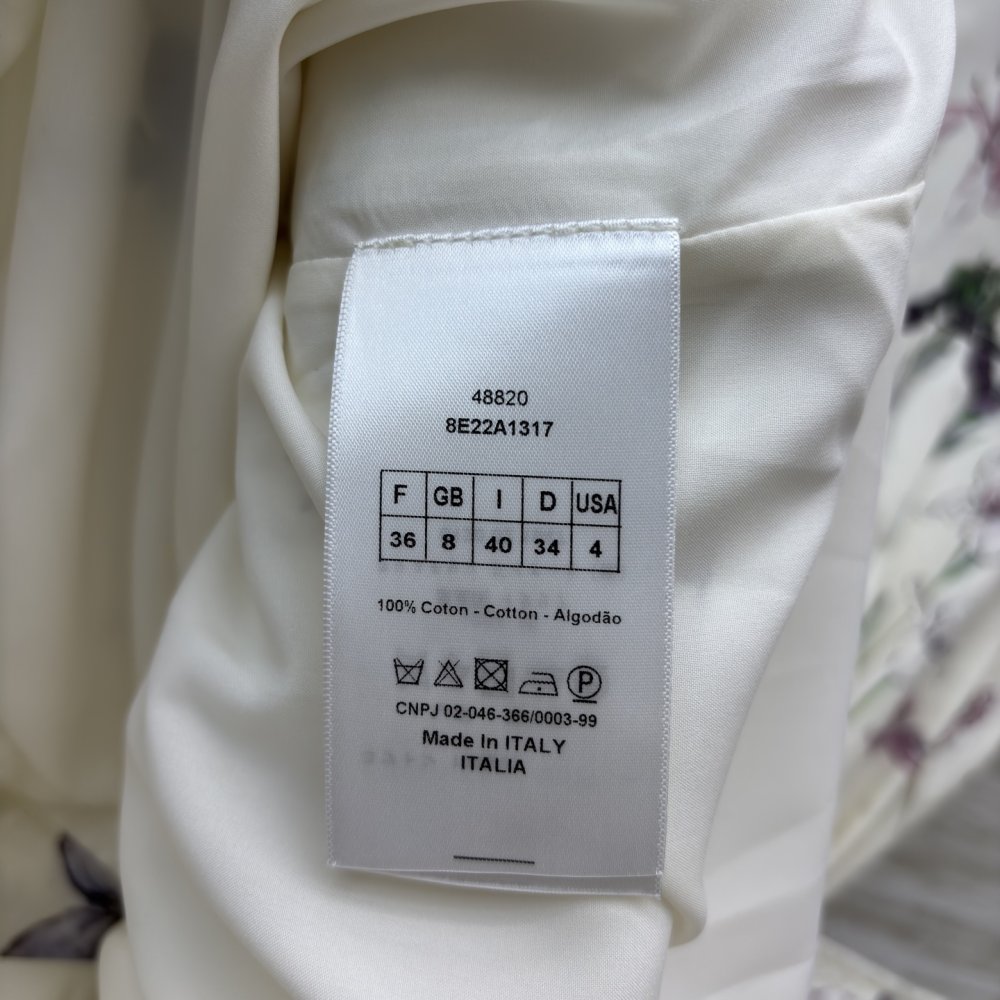 48820
8E22A1317
F GB I D USA
36 8 40 34 4
100% Coton - Cotton - Algodão
P
CNPJ 02-046-366/0003-99
Made In ITALY
ITALIA